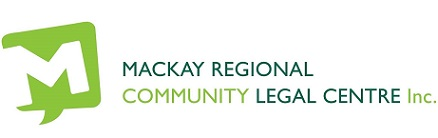 M
MACKAY REGIONAL
COMMUNITY LEGAL CENTRE Inc.